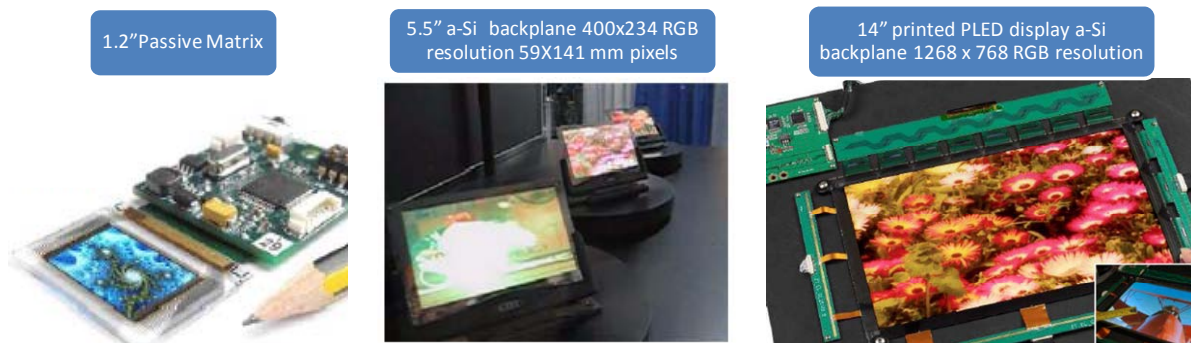 1.2”Passive Matrix
5.5” a-Si  backplane 400x234 RGB
resolution 59X141 mm pixels
14” printed PLED display a-Si
backplane 1268 x 768 RGB resolution